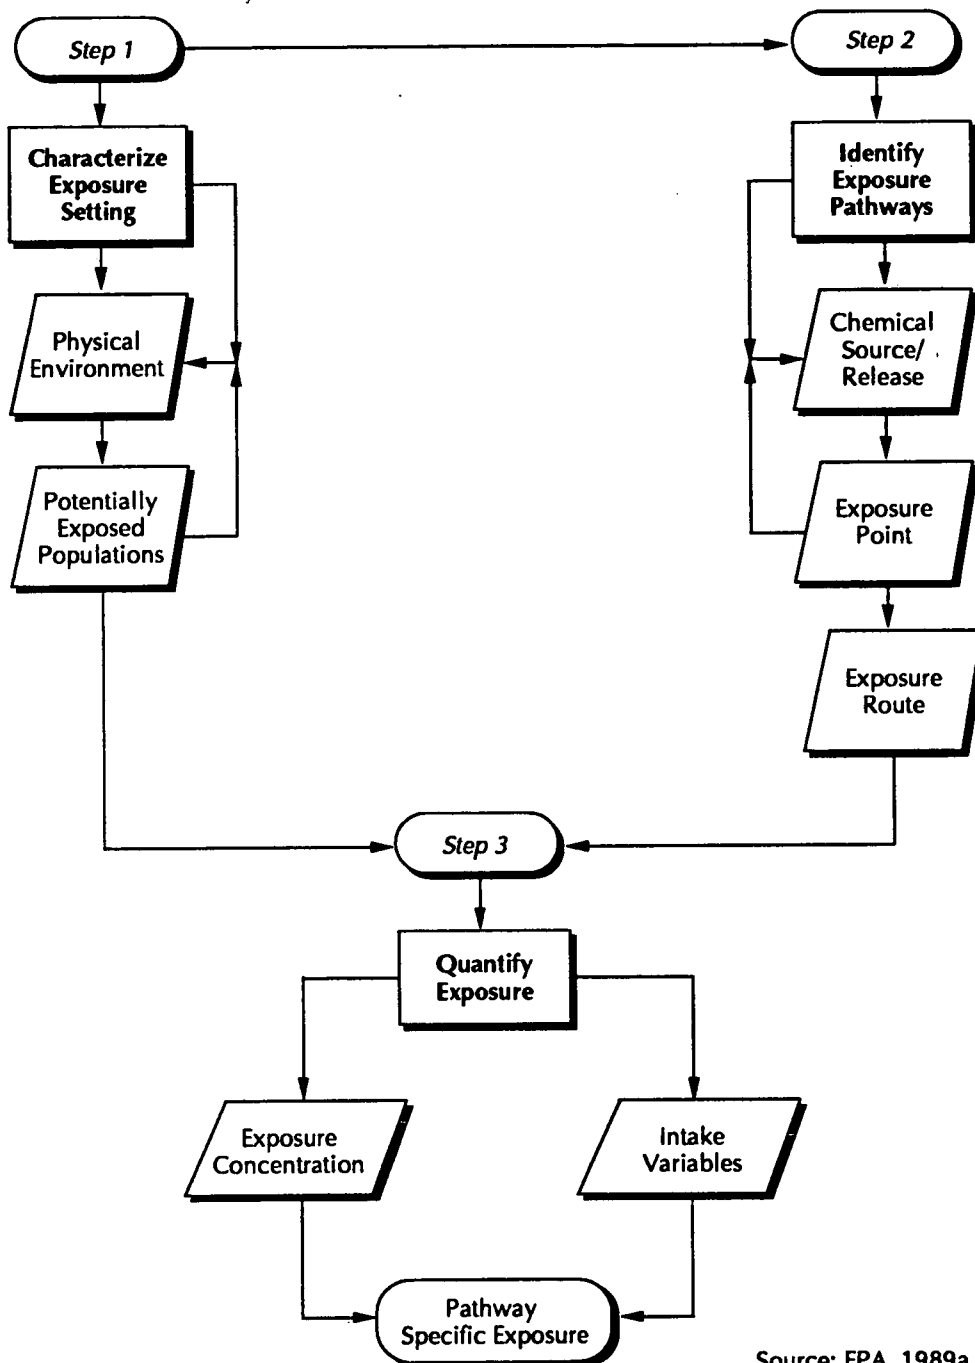 Step 1
Step 2
Characterize
Exposure
Setting
Identify
Exposure
Pathways
Physical
Environment
Chemical
Source/
Release
Potentially
Exposed
Populations
Exposure
Point
Exposure
Route
Step 3
Quantify
Exposure
Exposure
Concentration
Intake
Variables
Pathway
Specific Exposure
Source: EPA, 1989a